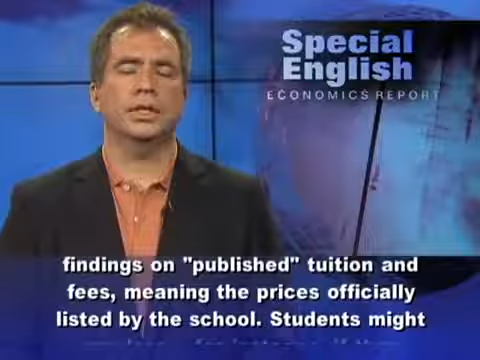 Special
English
ECONOMICS REPORT
findings on "published" tuition and
fees, meaning the prices officially
listed by the school. Students might